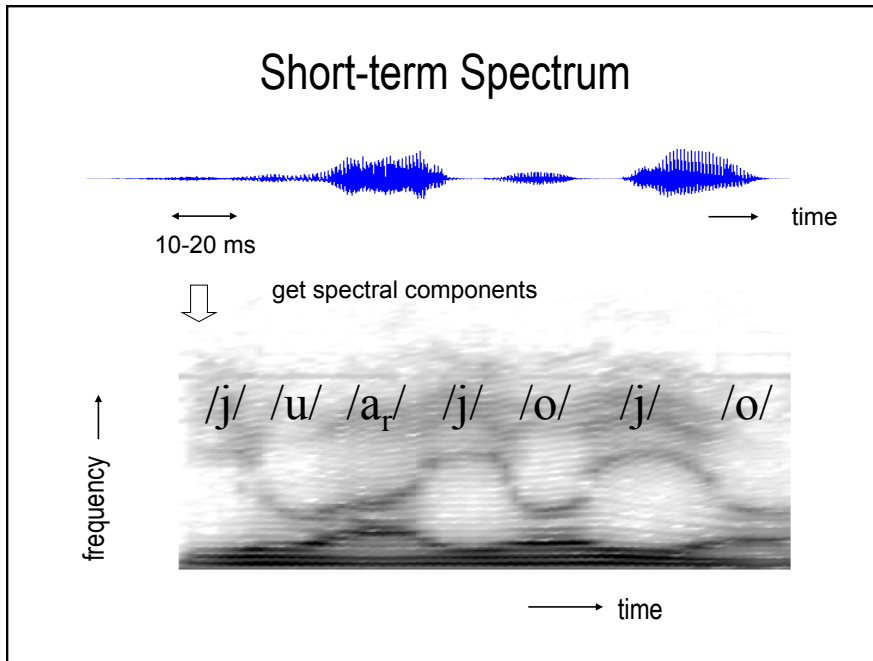 Short-term Spectrum
time
10-20 ms
get spectral components
/j/ /u/ /aᵣ/ /j/ /o/ /j/ /o/
frequency
time